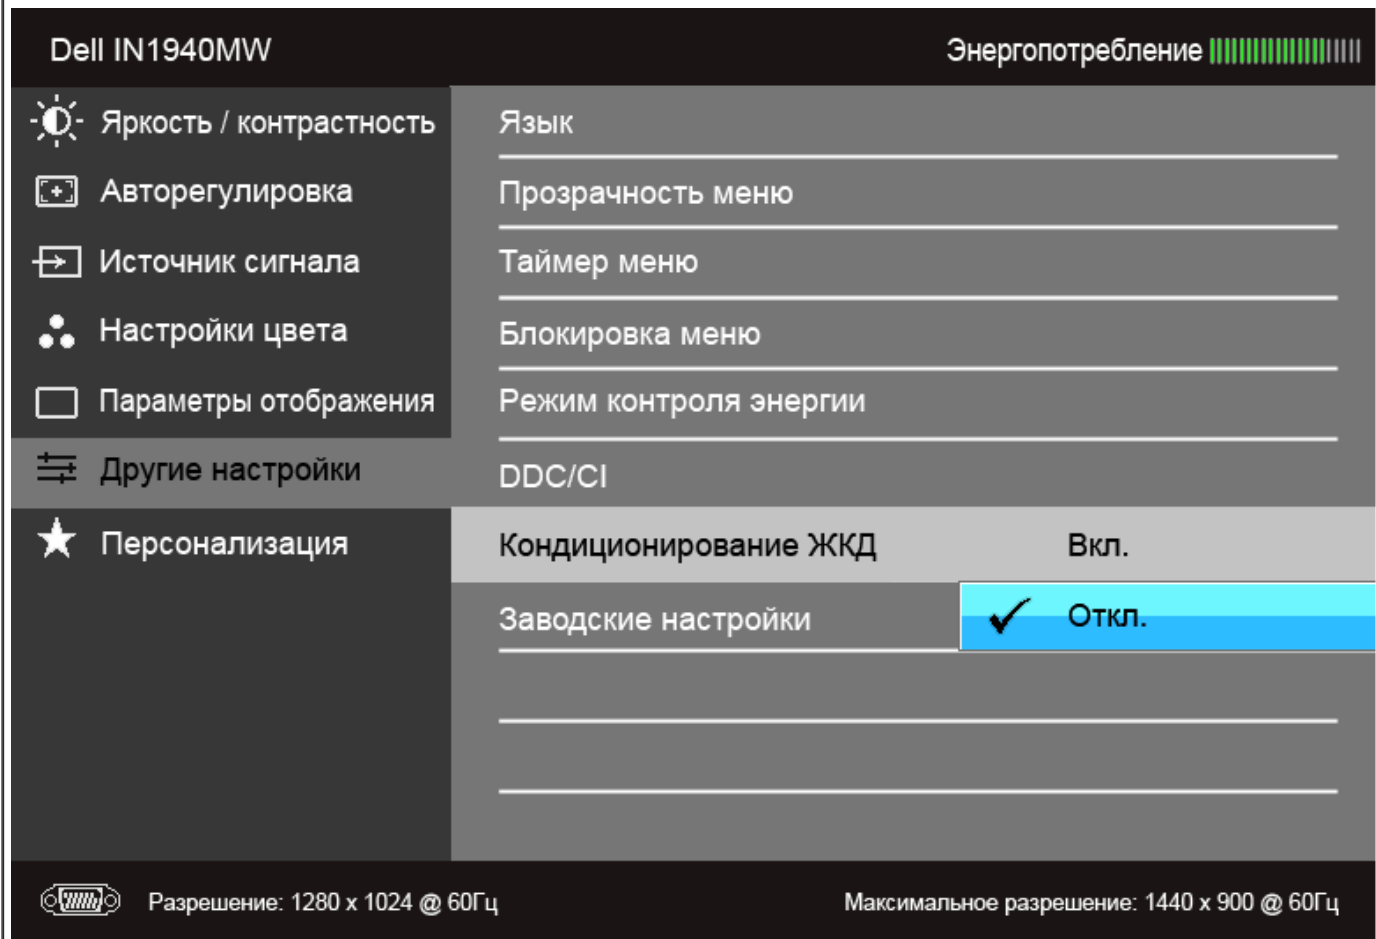 Dell IN1940MW
Энергопотребление
Яркость / контрастность
Авторегулировка
Источник сигнала
Настройки цвета
Параметры отображения
Другие настройки
Персонализация
Язык
Прозрачность меню
Таймер меню
Блокировка меню
Режим контроля энергии
DDC/CI
Кондиционирование ЖКД
Вкл.
Заводские настройки
Откл.
Разрешение: 1280 x 1024 @ 60Гц
Максимальное разрешение: 1440 x 900 @ 60Гц